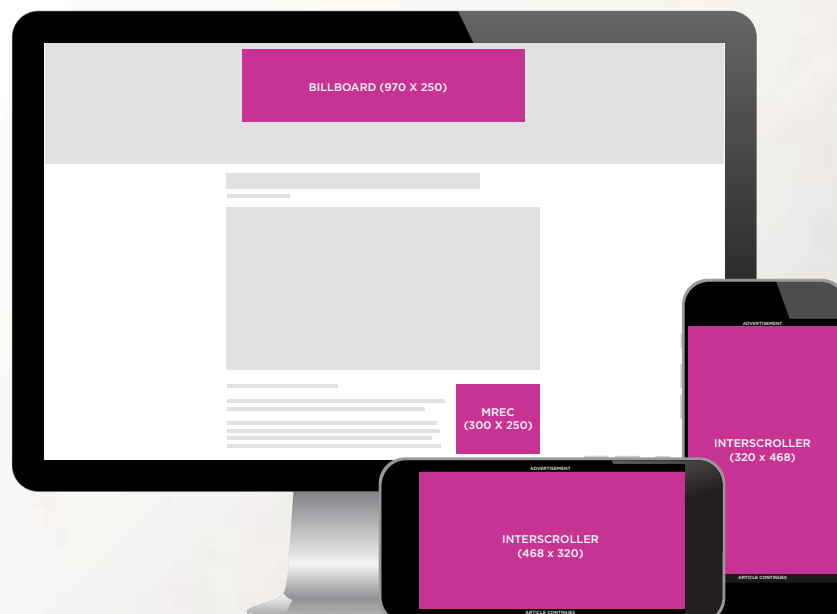 BILLBOARD (970 X 250)
MREC
(300 X 250)
ADVERTISEMENT
INTERSCROLLER
(320 x 468)
ARTICLE CONTINUES
ADVERTISEMENT
INTERSCROLLER
(468 x 320)
ARTICLE CONTINUES